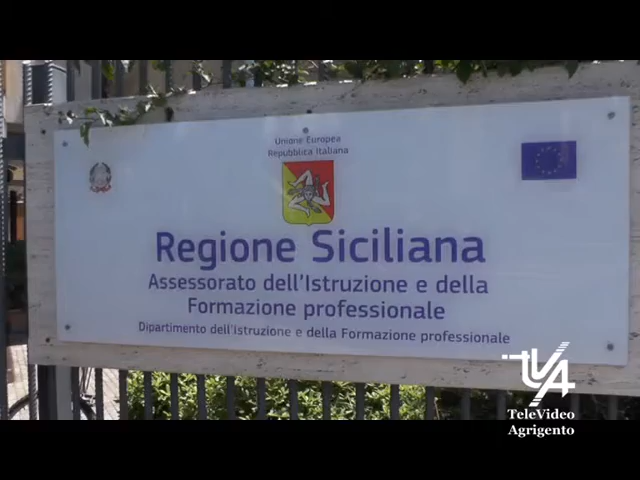 Unione Europea
Repubblica Italiana
Regione Siciliana
Assessorato dell'Istruzione e della
Formazione professionale
Dipartimento dell'Istruzione e della Formazione professionale
TVA
TeleVideo
Agrigento